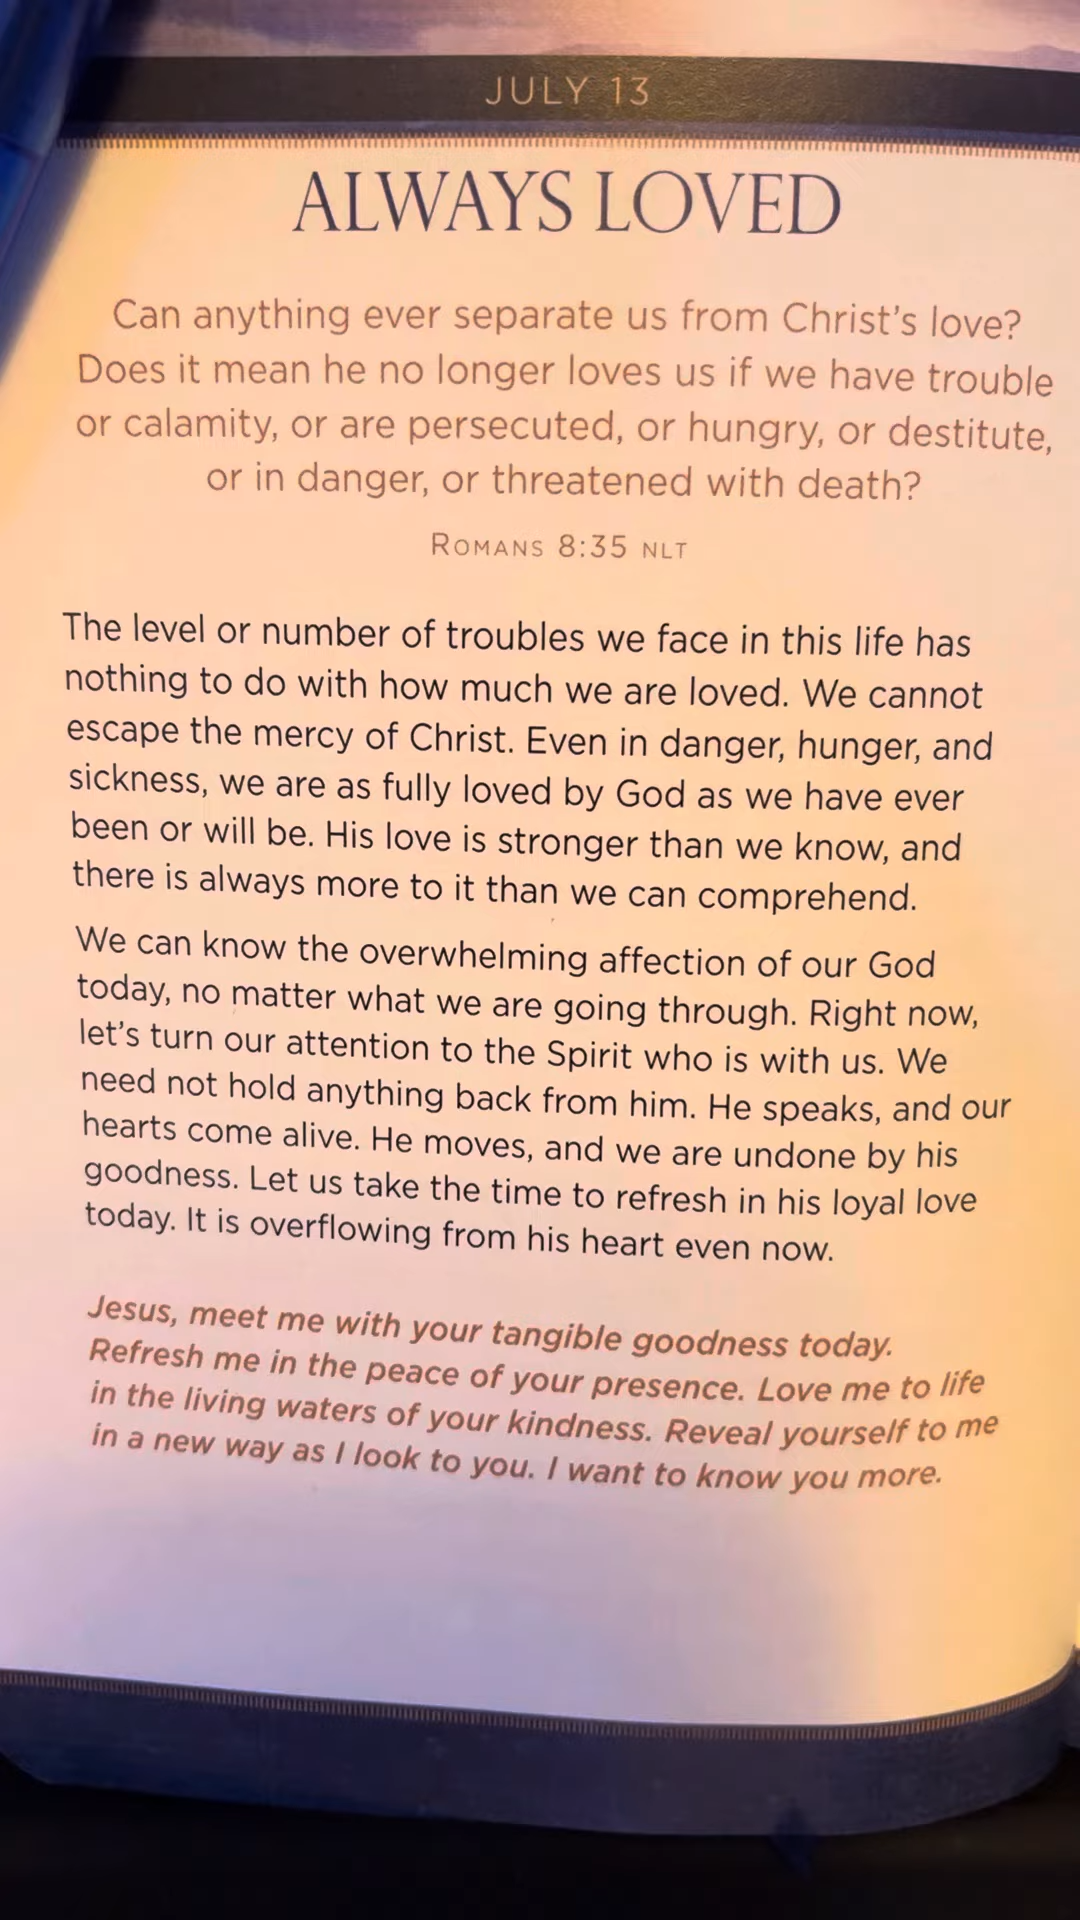 JULY 13
ALWAYS LOVED
Can anything ever separate us from Christ's love?
Does it mean he no longer loves us if we have trouble
or calamity, or are persecuted, or hungry, or destitute,
or in danger, or threatened with death?
ROMANS 8:35 NLT
The level or number of troubles we face in this life has
nothing to do with how much we are loved. We cannot
escape the mercy of Christ. Even in danger, hunger, and
sickness, we are as fully loved by God as we have ever
been or will be. His love is stronger than we know, and
there is always more to it than we can comprehend.
We can know the overwhelming affection of our God
today, no matter what we are going through. Right now,
let's turn our attention to the Spirit who is with us. We
need not hold anything back from him. He speaks, and our
hearts come alive. He moves, and we are undone by his
goodness. Let us take the time to refresh in his loyal love
today. It is overflowing from his heart even now.
Jesus, meet me with your tangible goodness today.
Refresh me in the peace of your presence. Love me to life
in the living waters of your kindness. Reveal yourself to me
in a new way as I look to you. I want to know you more.